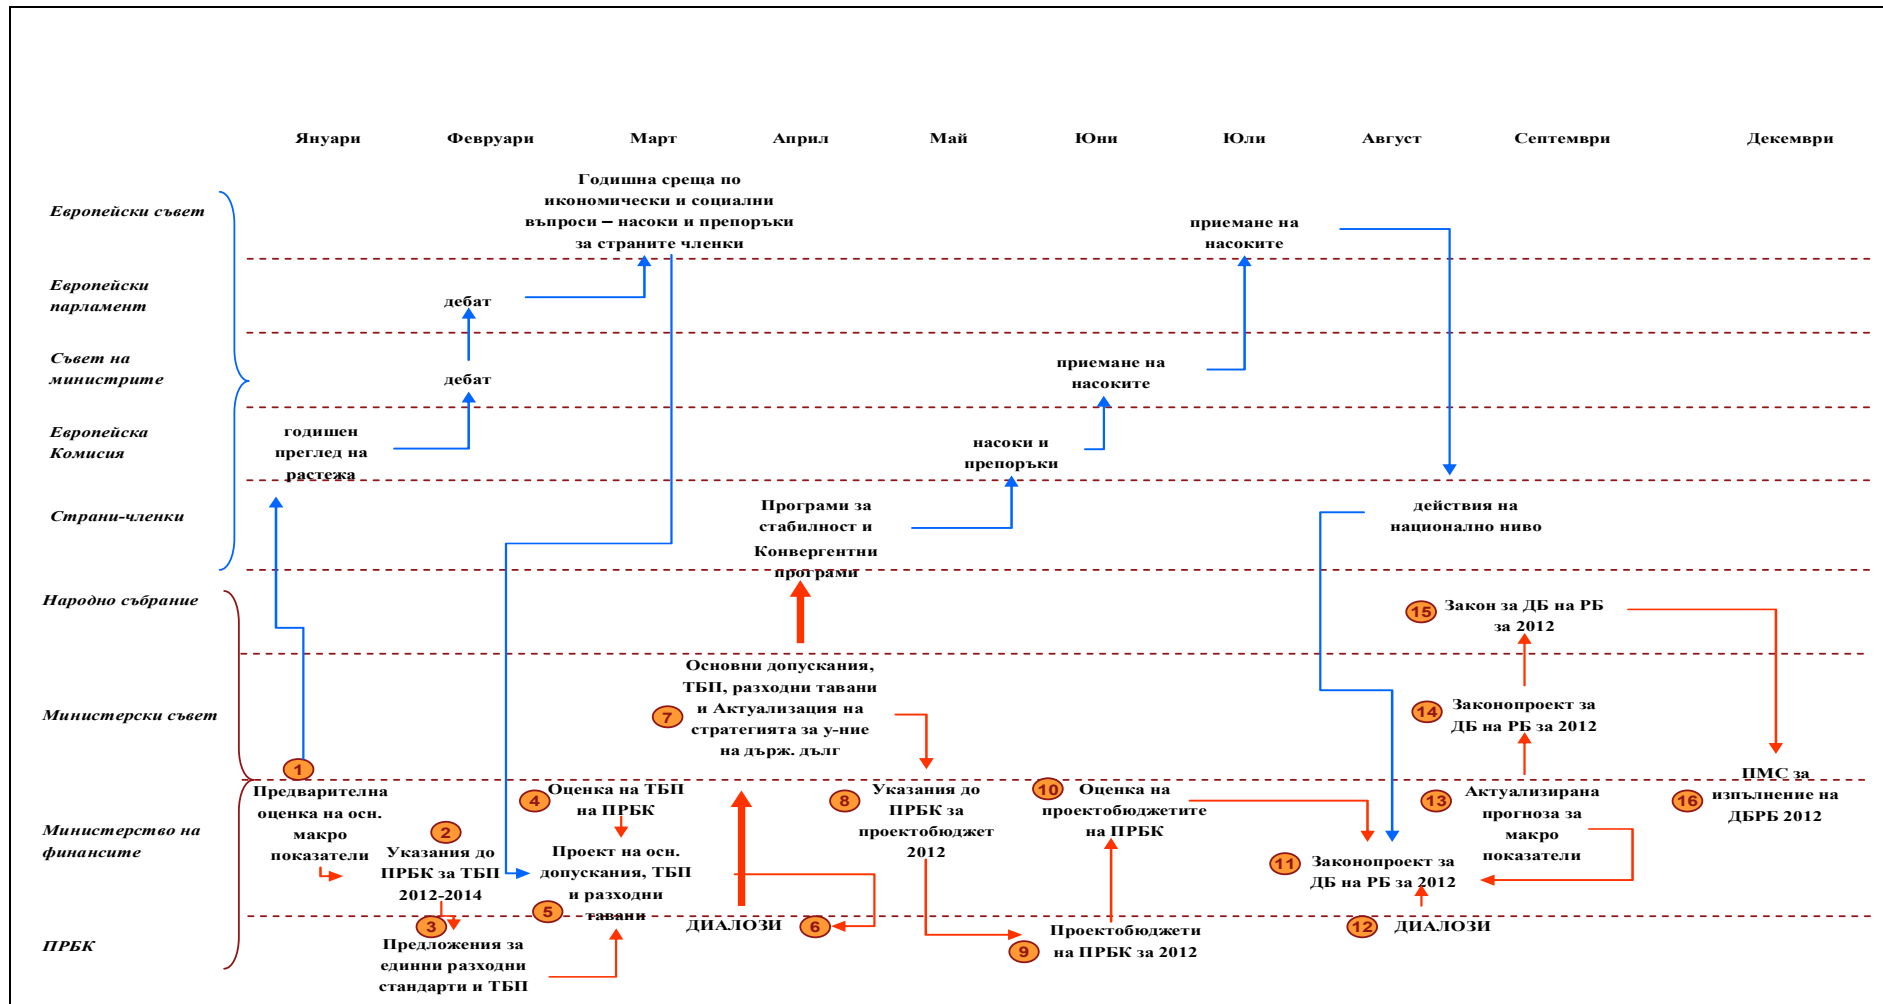 Януари
Февруари
Март
Април
Май
Юни
Юли
Август
Септември
Декември
Европейски съвет
Годишна среща по
икономически и социални
въпроси – насоки и препоръки
за страните членки
приемане на
насоките
Европейски
парламент
дебат
Съвет на
министрите
дебат
приемане на
насоките
Европейска
Комисия
годишен
преглед на
растежа
насоки и
препоръки
Страни-членки
Програми за
стабилност и
Конвергентни
програми
действия на
национално ниво
Народно събрание
15
Закон за ДБ на РБ
за 2012
Министерски съвет
7
Основни допускания,
ТБП, разходни тавани
и Актуализация на
стратегията за у-ние
на държ. дълг
14
Законопроект за
ДБ на РБ за 2012
Министерство на
финансите
1
Предварителна
оценка на осн.
макро
показатели
2
Указания до
ПРБК за ТБП
2012-2014
4
Оценка на ТБП
на ПРБК
5
Проект на осн.
допускания, ТБП
и разходни
тавани
8
Указания до
ПРБК за
проектобюджет
2012
10
Оценка на
проектобюджетите
на ПРБК
11
Законопроект за
ДБ на РБ за 2012
13
Актуализирана
прогноза за
макро
показатели
16
ПМС за
изпълнение на
ДБРБ 2012
ПРБК
3
Предложения за
единни разходни
стандарти и ТБП
ДИАЛОЗИ
6
9
Проектобюджети
на ПРБК за 2012
12
ДИАЛОЗИ